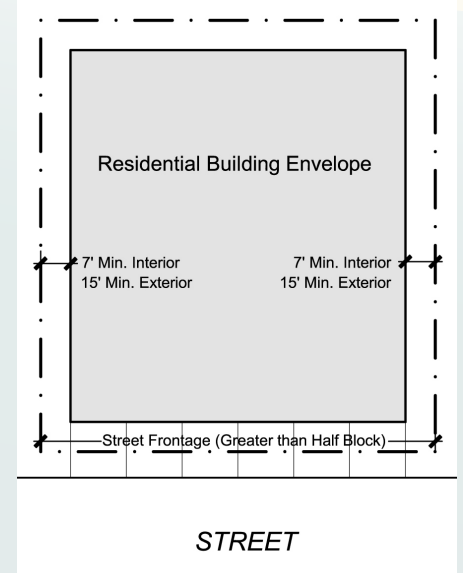 Residential Building Envelope
7' Min. Interior
15' Min. Exterior
7' Min. Interior
15' Min. Exterior
Street Frontage (Greater than Half Block)
STREET